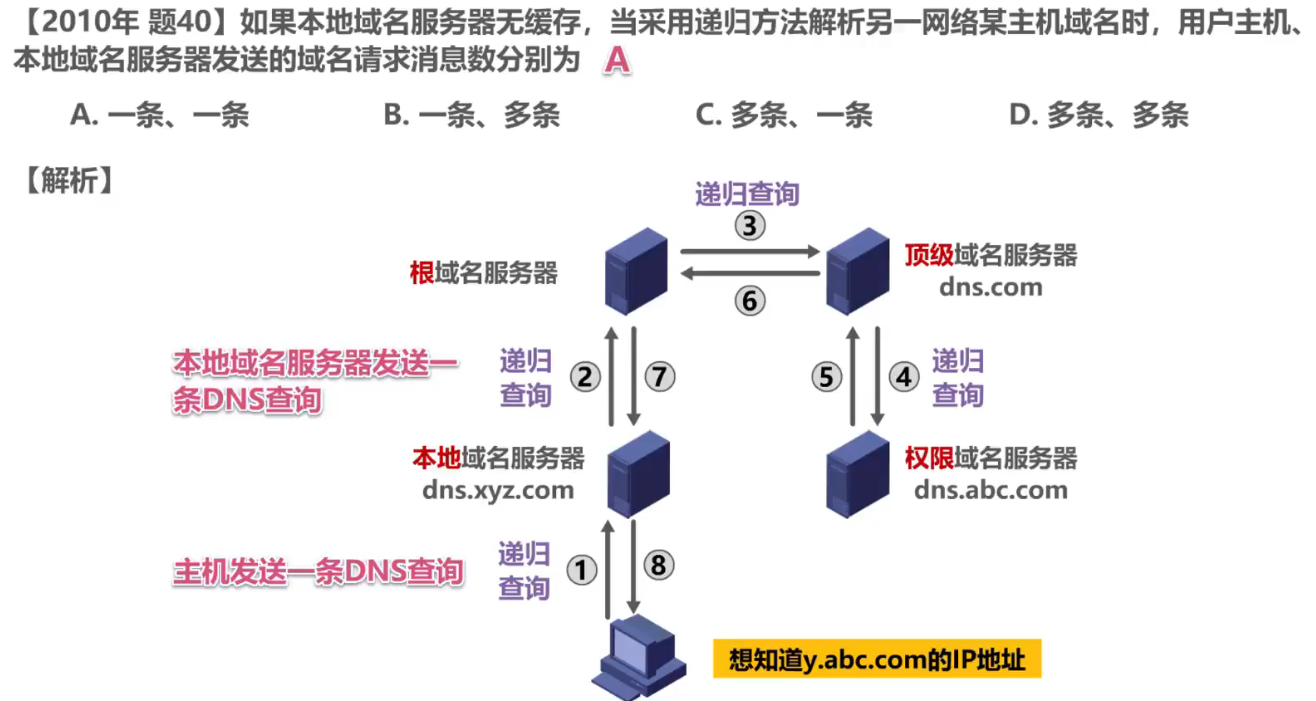 【2010年 题40】如果本地域名服务器无缓存，当采用递归方法解析另一网络某主机域名时，用户主机、
本地域名服务器发送的域名请求消息数分别为 A
A. 一条、一条 B. 一条、多条 C. 多条、一条 D. 多条、多条
【解析】
递归查询
③
根域名服务器
顶级域名服务器
dns.com
⑥
本地域名服务器发送一
条DNS查询
递归
查询
②
⑦
⑤
④
递归
查询
本地域名服务器
dns.xyz.com
权限域名服务器
dns.abc.com
主机发送一条DNS查询
递归
查询
①
⑧
想知道y.abc.com的IP地址